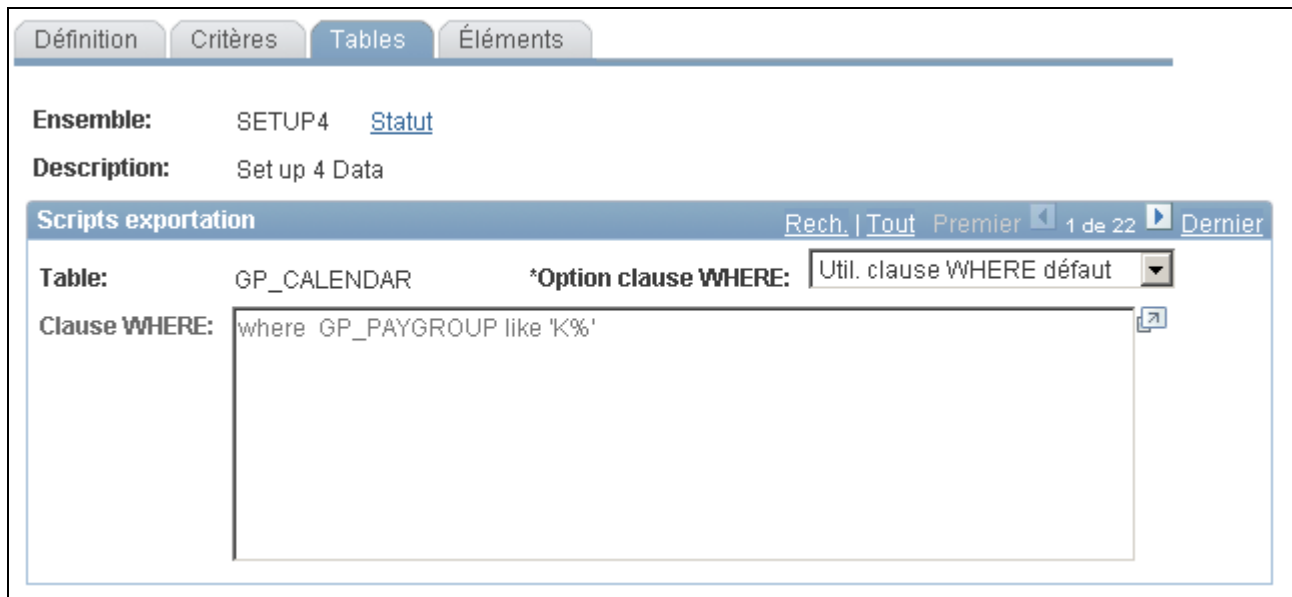 Définition Critères Tables Éléments
Ensemble: SETUP4 Statut
Description: Set up 4 Data
Scripts exportation Rech. | Tout Premier 1 de 22 Dernier
Table: GP_CALENDAR *Option clause WHERE: Util. clause WHERE défaut
Clause WHERE: where GP_PAYGROUP like 'K%'